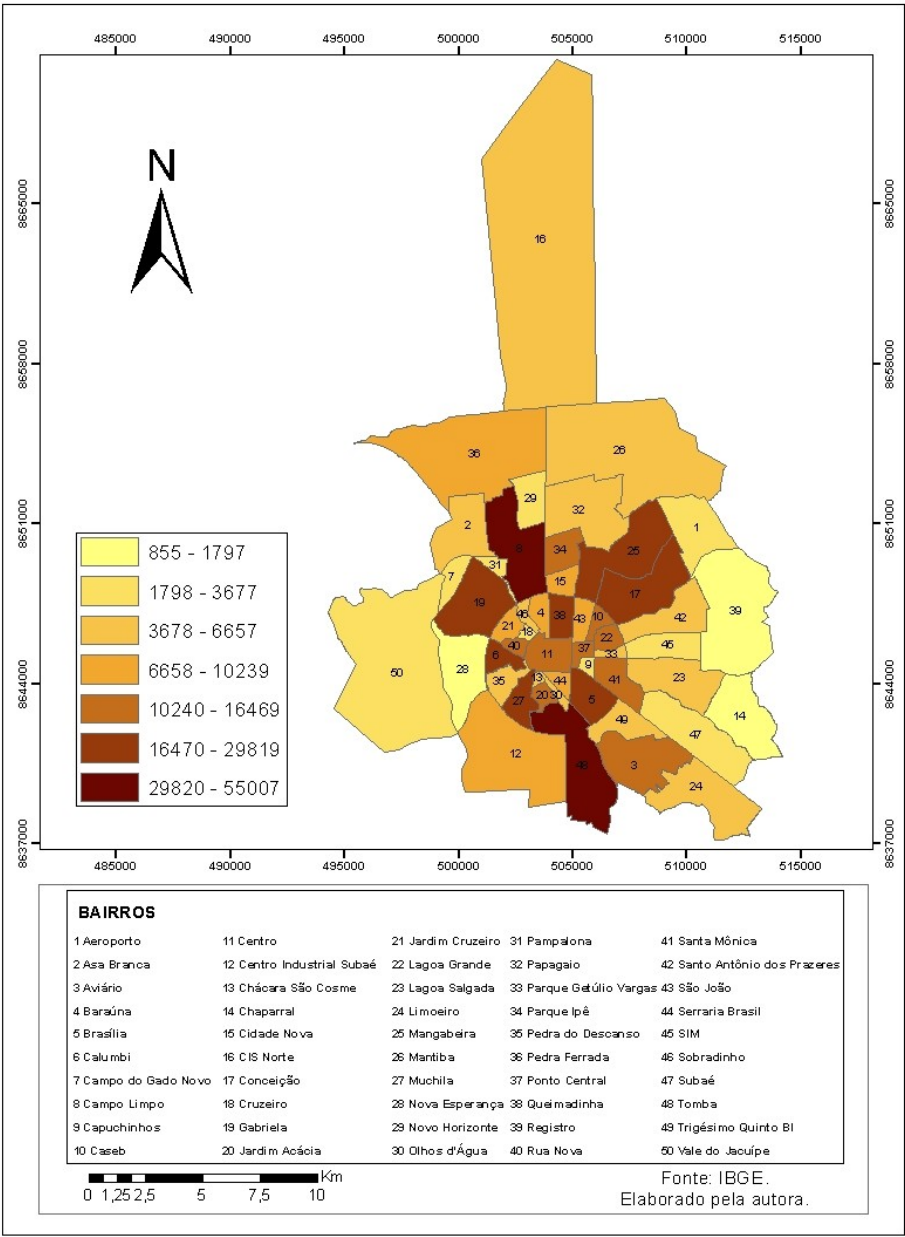 485000 490000 495000 500000 505000 510000 515000
N
8665000 8665000
16
8658000 8658000
36 26
29
8651000 2 32 1 8651000
855 - 1797
8 34 25
31
1798 - 3677
7 15 17
19
3678 - 6657
46 4 38 43 10 42 39
21 18 22
6658 - 10239
40 11 37 33 45
6 9
50 28 13 44 41 23
8644000 35 8644000
10240 - 16469
27 20 30 5 14
49 47
16470 - 29819
12 48 3
29820 - 55007
24
8637000 8637000
485000 490000 495000 500000 505000 510000 515000
BAIRROS
1 Aeroporto 11 Centro 21 Jardim Cruzeiro 31 Pampalona 41 Santa Mônica
2 Asa Branca 12 Centro Industrial Subaé 22 Lagoa Grande 32 Papagaio 42 Santo Antônio dos Prazeres
3 Aviário 13 Chácara São Cosme 23 Lagoa Salgada 33 Parque Getúlio Vargas 43 São João
4 Baraúna 14 Chaparral 24 Limoeiro 34 Parque Ipê 44 Serraria Brasil
5 Brasília 15 Cidade Nova 25 Mangabeira 35 Pedra do Descanso 45 SIM
6 Calumbi 16 CIS Norte 26 Mantiba 36 Pedra Ferrada 46 Sobradinho
7 Campo do Gado Novo 17 Conceição 27 Muchila 37 Ponto Central 47 Subaé
8 Campo Limpo 18 Cruzeiro 28 Nova Esperança 38 Queimadinha 48 Tomba
9 Capuchinhos 19 Gabriela 29 Novo Horizonte 39 Registro 49 Trigésimo Quinto BI
10 Caseb 20 Jardim Acácia 30 Olhos d'Água 40 Rua Nova 50 Vale do Jacuípe
Km
0 1,25 2,5 5 7,5 10
Fonte: IBGE.
Elaborado pela autora.